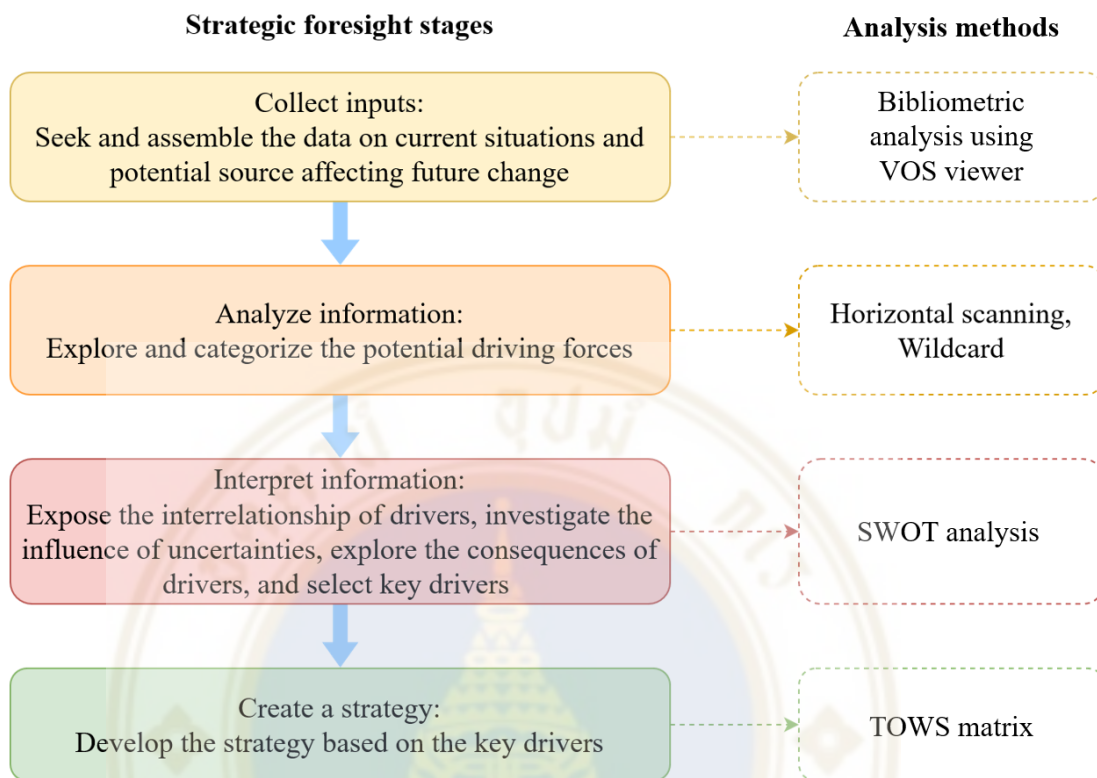 Strategic foresight stages
Analysis methods
Collect inputs:
Seek and assemble the data on current situations and
potential source affecting future change
Bibliometric
analysis using
VOS viewer
Analyze information:
Explore and categorize the potential driving forces
Horizontal scanning,
Wildcard
Interpret information:
Expose the interrelationship of drivers, investigate the
influence of uncertainties, explore the consequences of
drivers, and select key drivers
SWOT analysis
Create a strategy:
Develop the strategy based on the key drivers
TOWS matrix